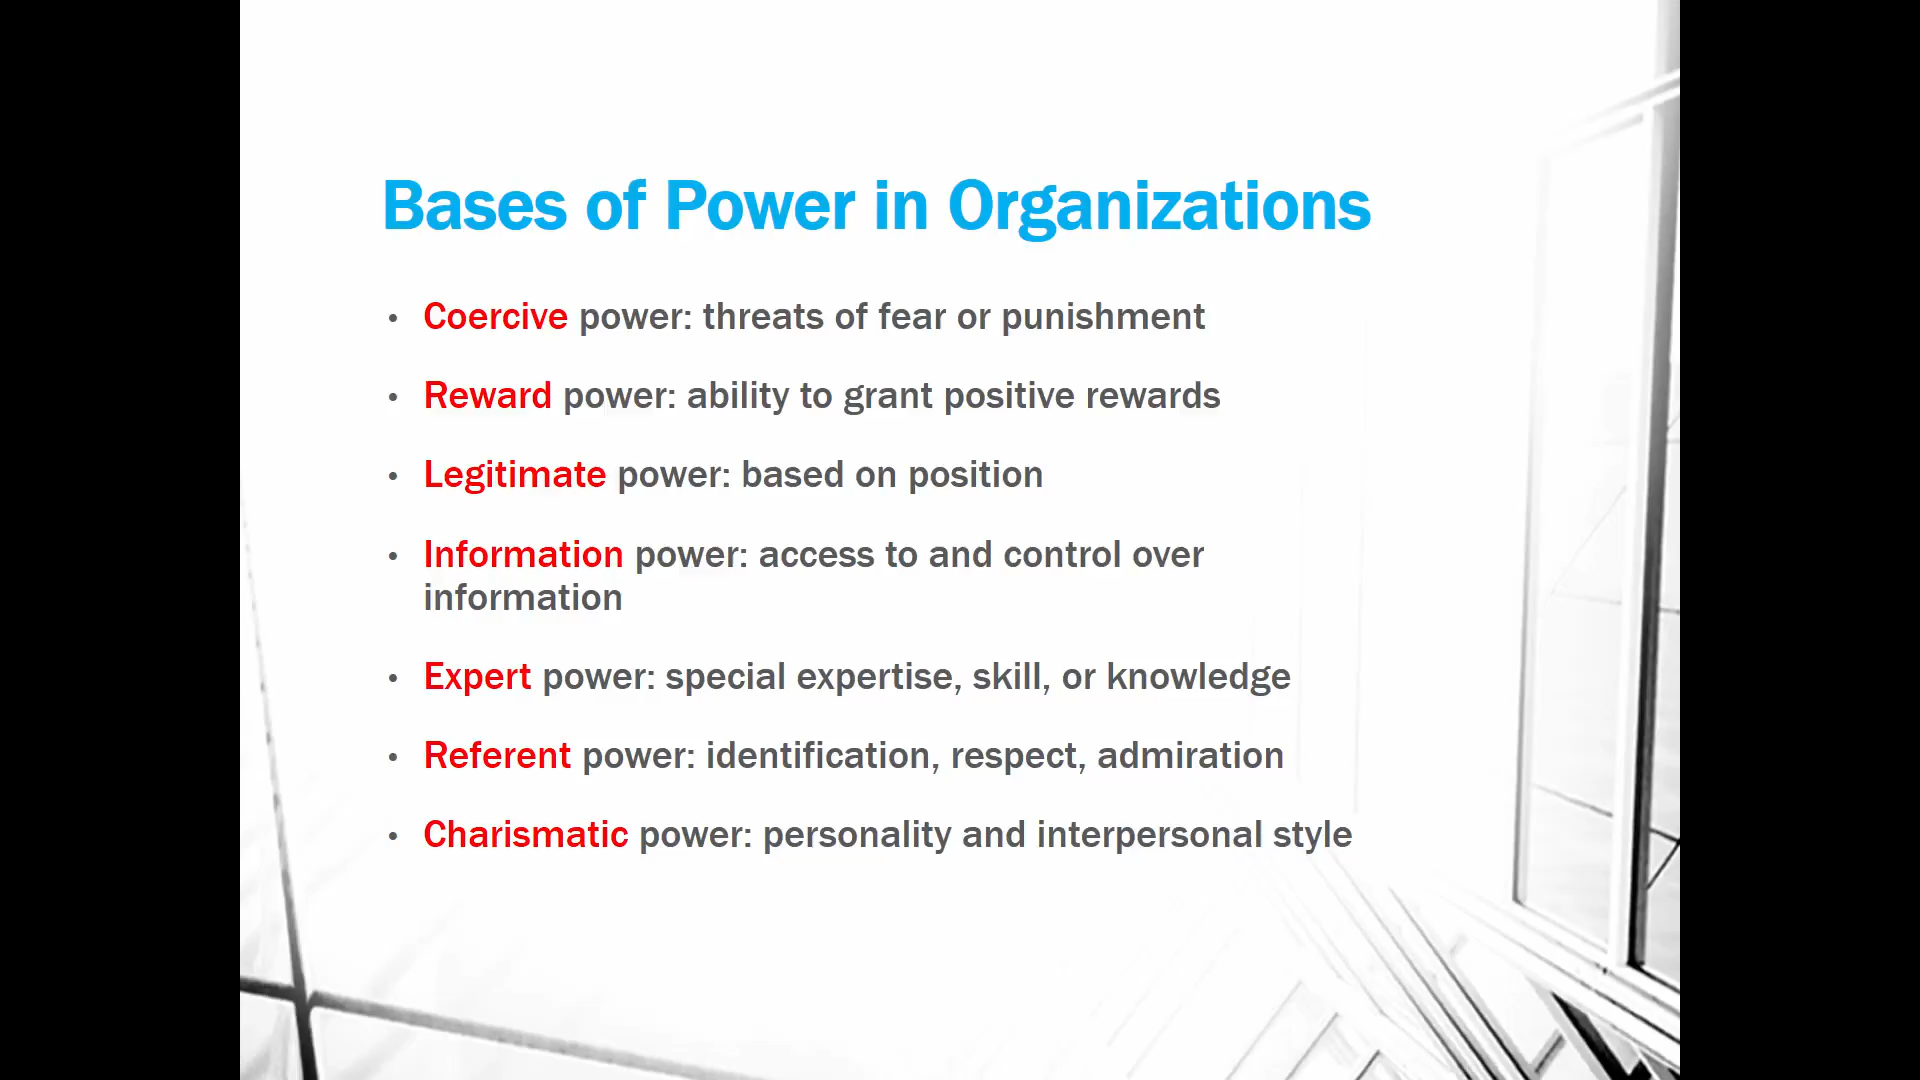 Bases of Power in Organizations
• Coercive power: threats of fear or punishment
• Reward power: ability to grant positive rewards
• Legitimate power: based on position
• Information power: access to and control over
information
• Expert power: special expertise, skill, or knowledge
• Referent power: identification, respect, admiration
• Charismatic power: personality and interpersonal style